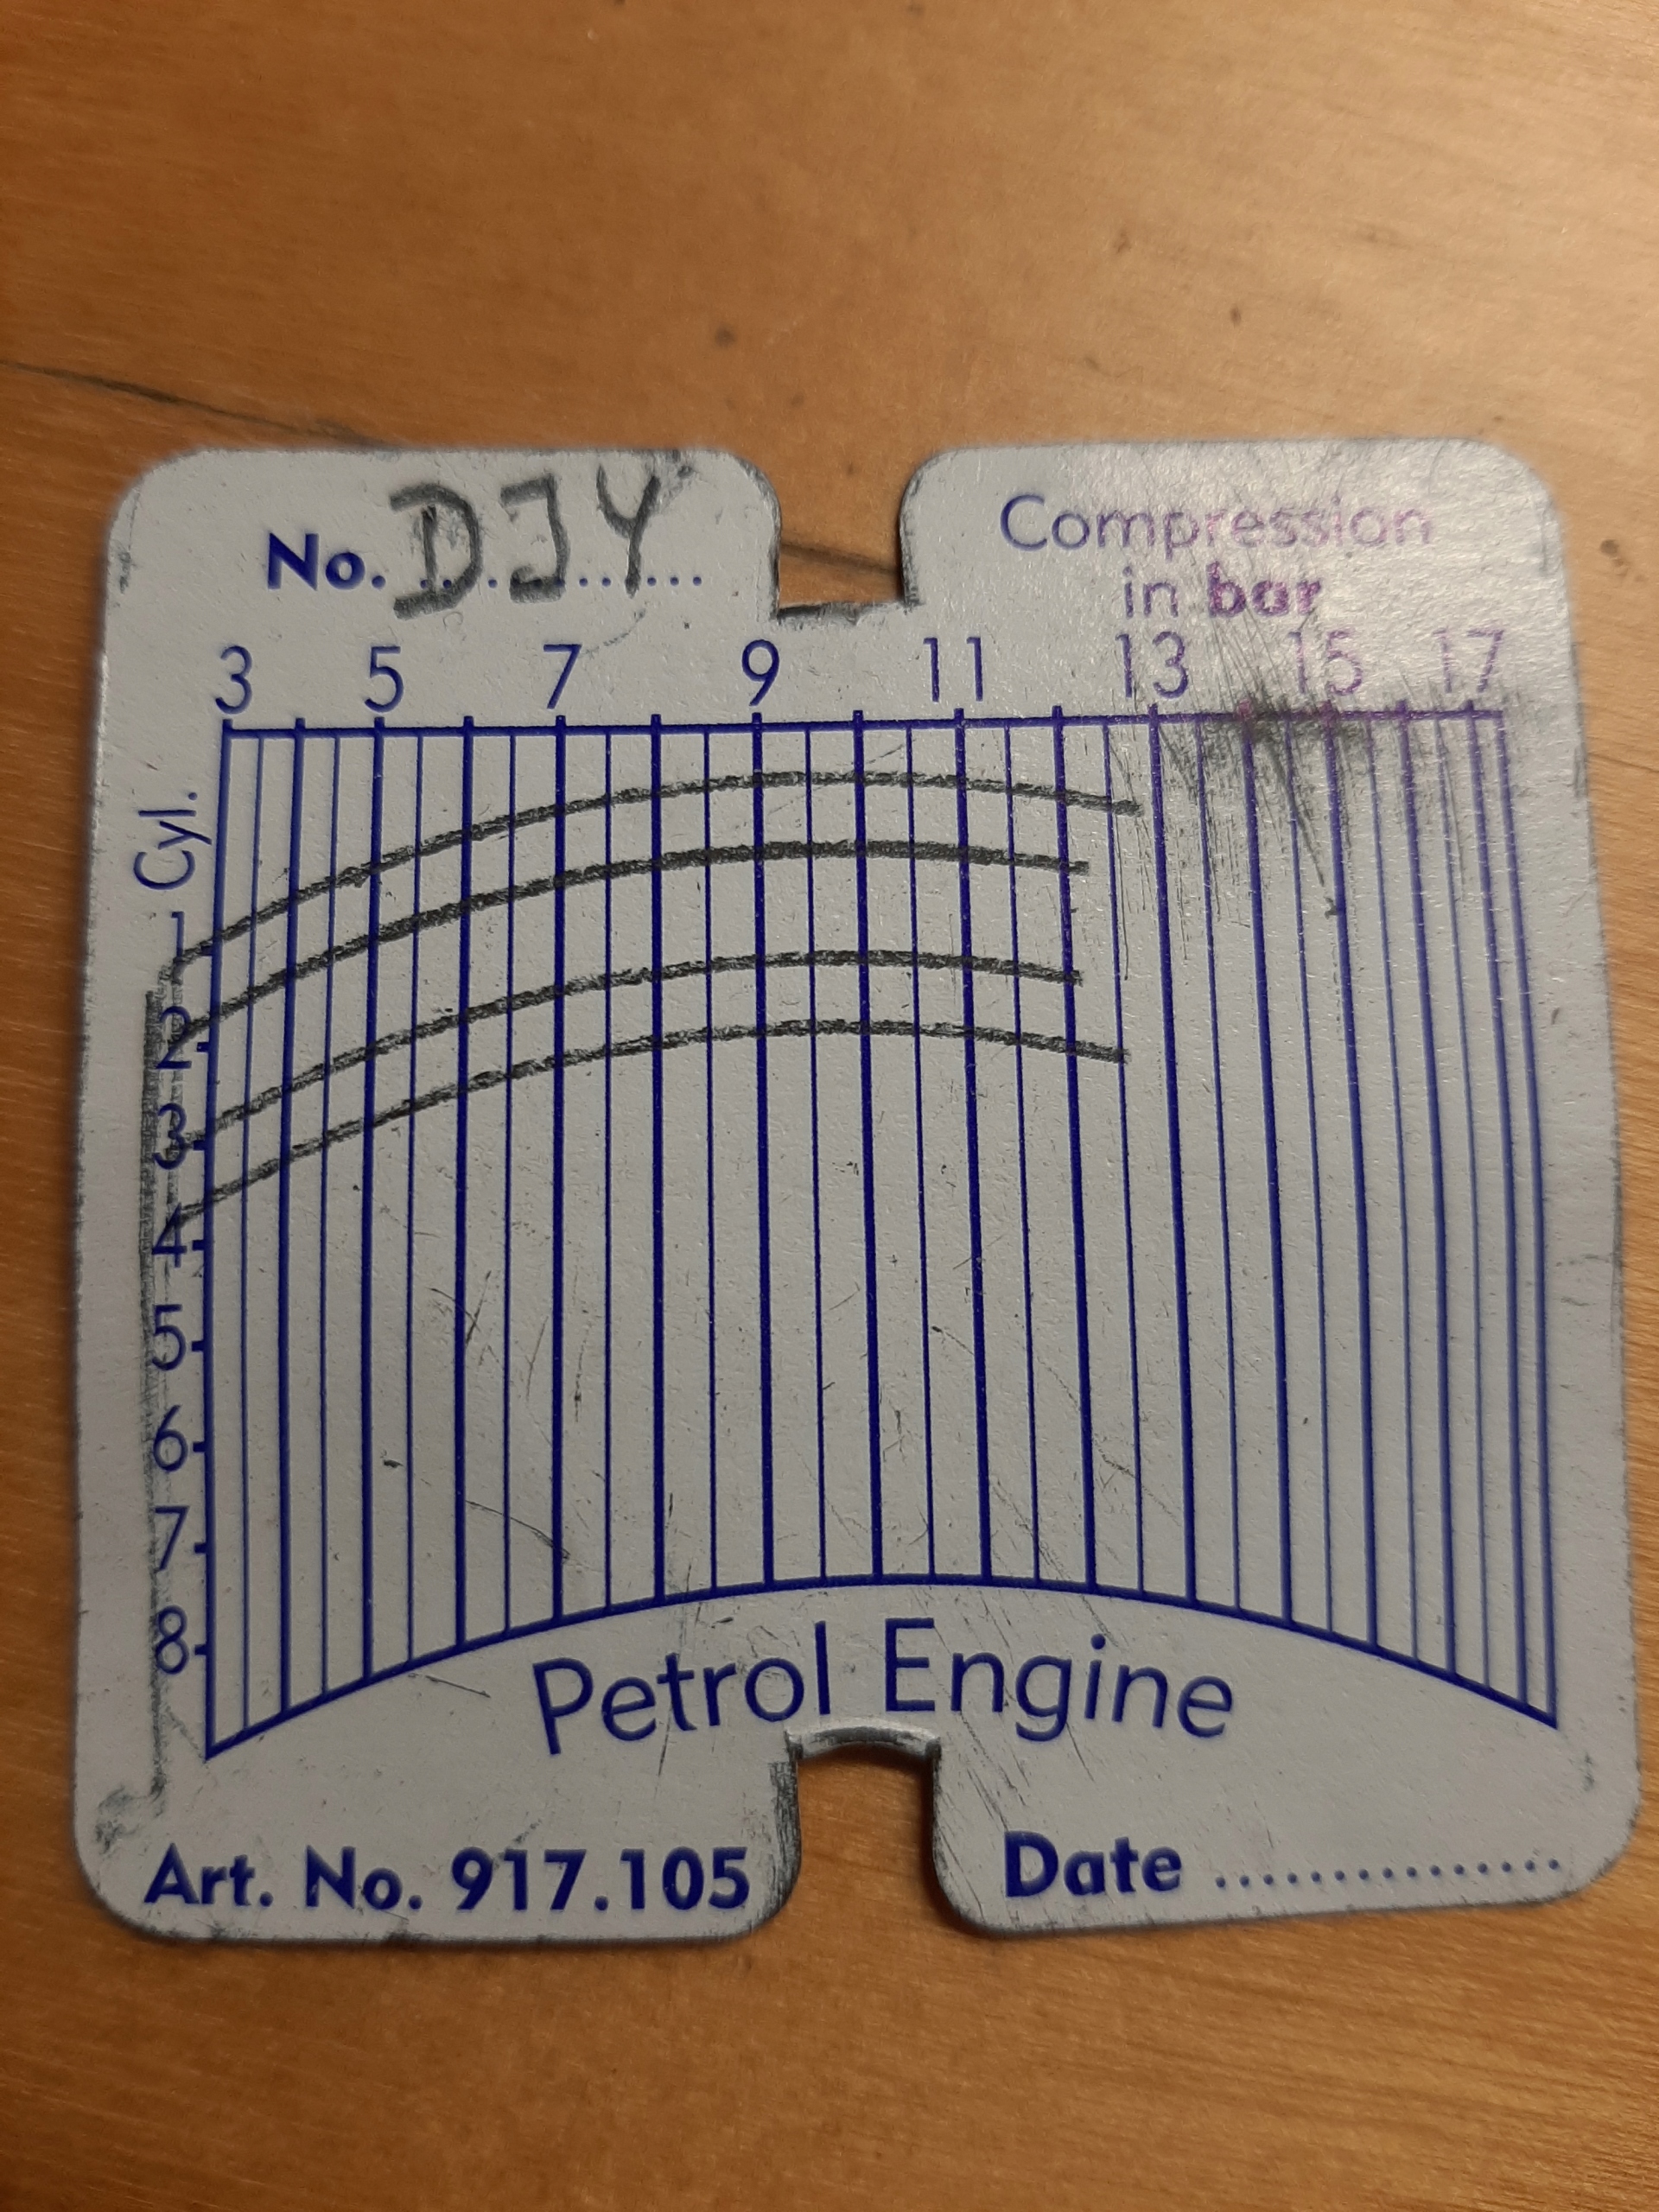 No. DJY
Compression
in bar
3 5 7 9 11 13 15 17
Cyl.
1
2
3
4
5
6
7
8
Petrol Engine
Art. No. 917.105
Date ...............